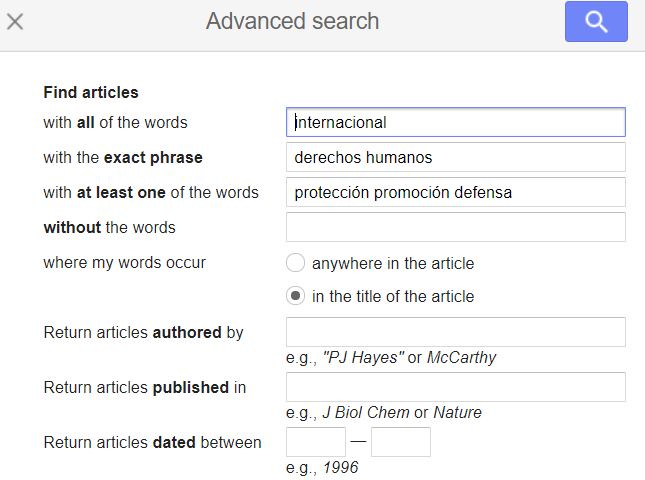 Advanced search
Find articles
with all of the words internacional
with the exact phrase derechos humanos
with at least one of the words protección promoción defensa
without the words
where my words occur anywhere in the article
in the title of the article
Return articles authored by
e.g., "PJ Hayes" or McCarthy
Return articles published in
e.g., J Biol Chem or Nature
Return articles dated between —
e.g., 1996